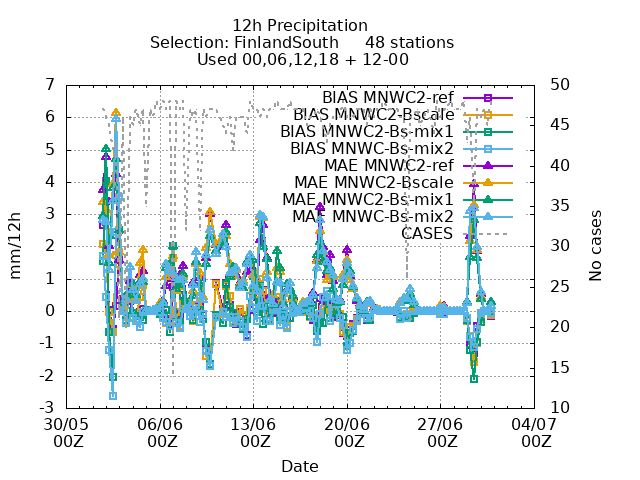 12h Precipitation
Selection: FinlandSouth 48 stations
Used 00,06,12,18 + 12-00
7 50
BIAS MNWC2-ref
BIAS MNWC2-Bscale
6 45
BIAS MNWC2-Bs-mix1
BIAS MNWC-Bs-mix2
5 40
MAE MNWC2-ref
MAE MNWC2-Bscale
4 35
MAE MNWC2-Bs-mix1
MAE MNWC-Bs-mix2
3 30
CASES
2
1 25
0
-1 20
-2 15
-3 10
mm/12h
No cases
30/05 06/06 13/06 20/06 27/06 04/07
00Z 00Z 00Z 00Z 00Z 00Z
Date